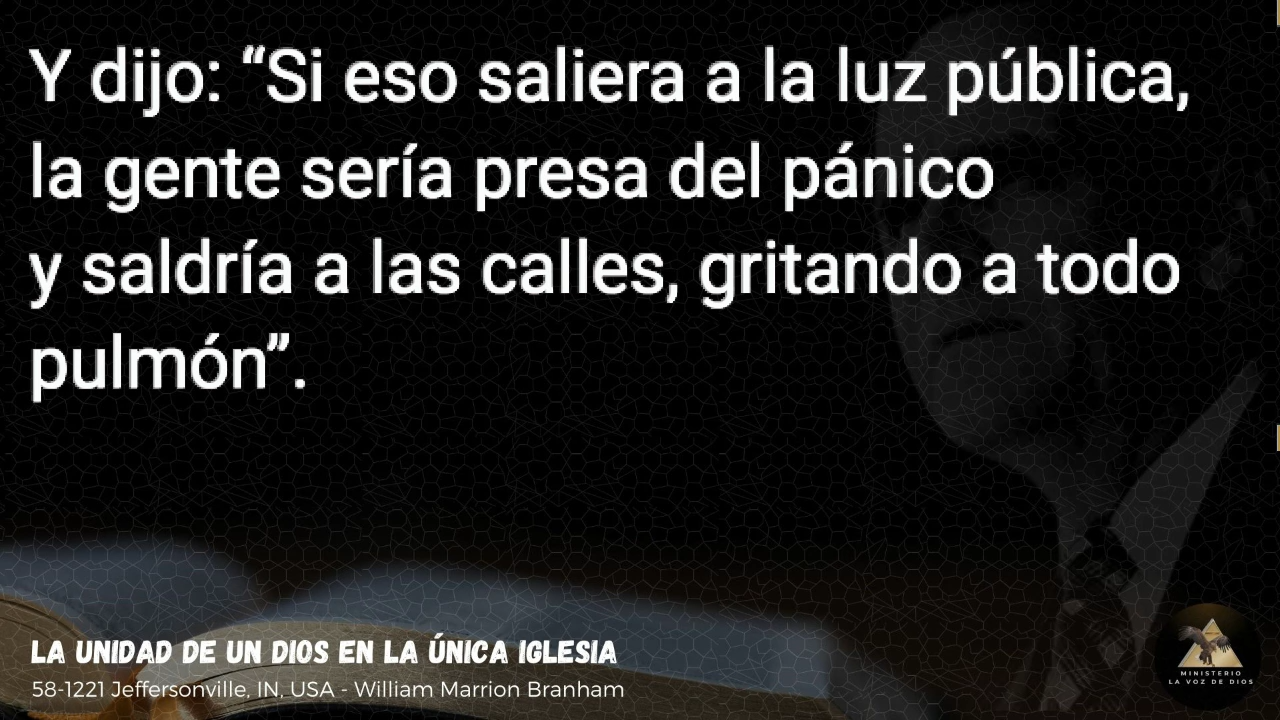 Y dijo: “Si eso saliera a la luz pública,
la gente sería presa del pánico
y saldría a las calles, gritando a todo
pulmón”.
LA UNIDAD DE UN DIOS EN LA ÚNICA IGLESIA
58-1221 Jeffersonville, IN, USA - William Marrion Branham
MINISTERIO
LA VOZ DE DIOS